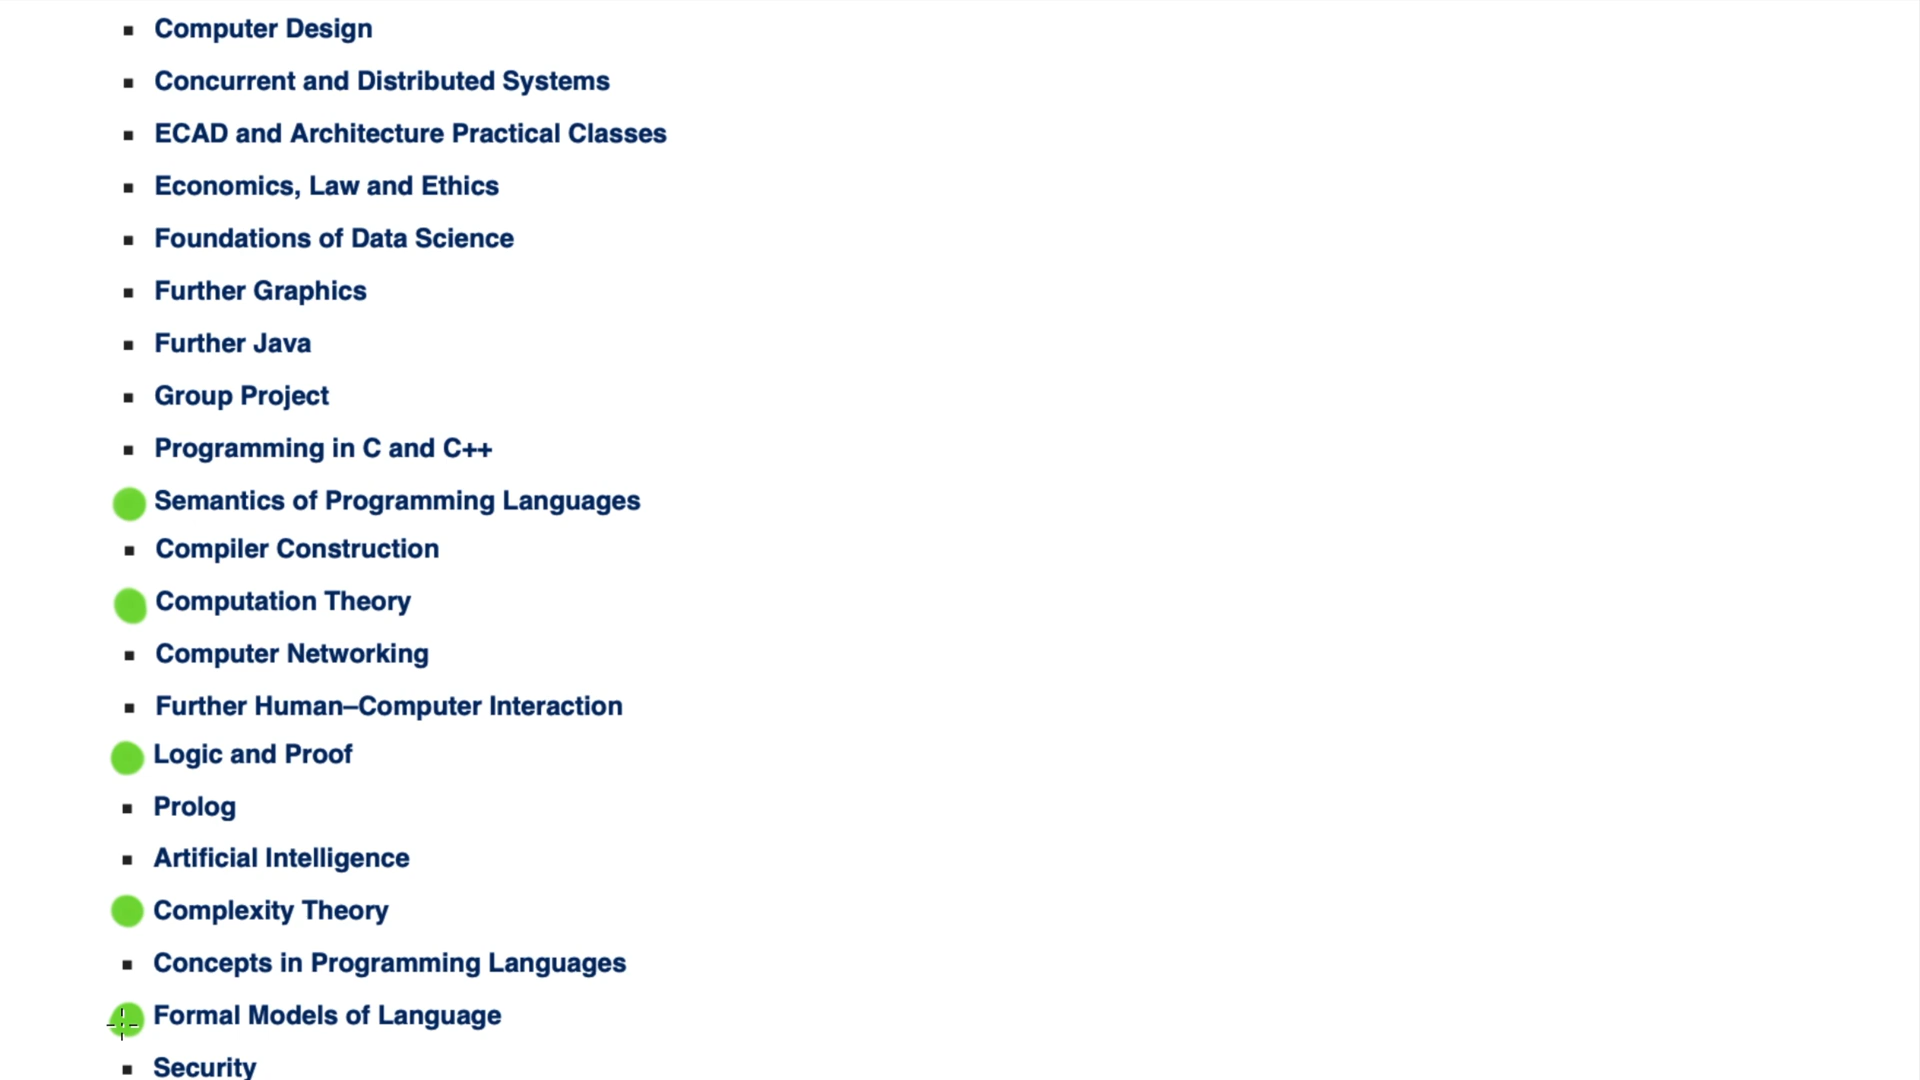 Computer Design
Concurrent and Distributed Systems
ECAD and Architecture Practical Classes
Economics, Law and Ethics
Foundations of Data Science
Further Graphics
Further Java
Group Project
Programming in C and C++
Semantics of Programming Languages
Compiler Construction
Computation Theory
Computer Networking
Further Human–Computer Interaction
Logic and Proof
Prolog
Artificial Intelligence
Complexity Theory
Concepts in Programming Languages
Formal Models of Language
Security